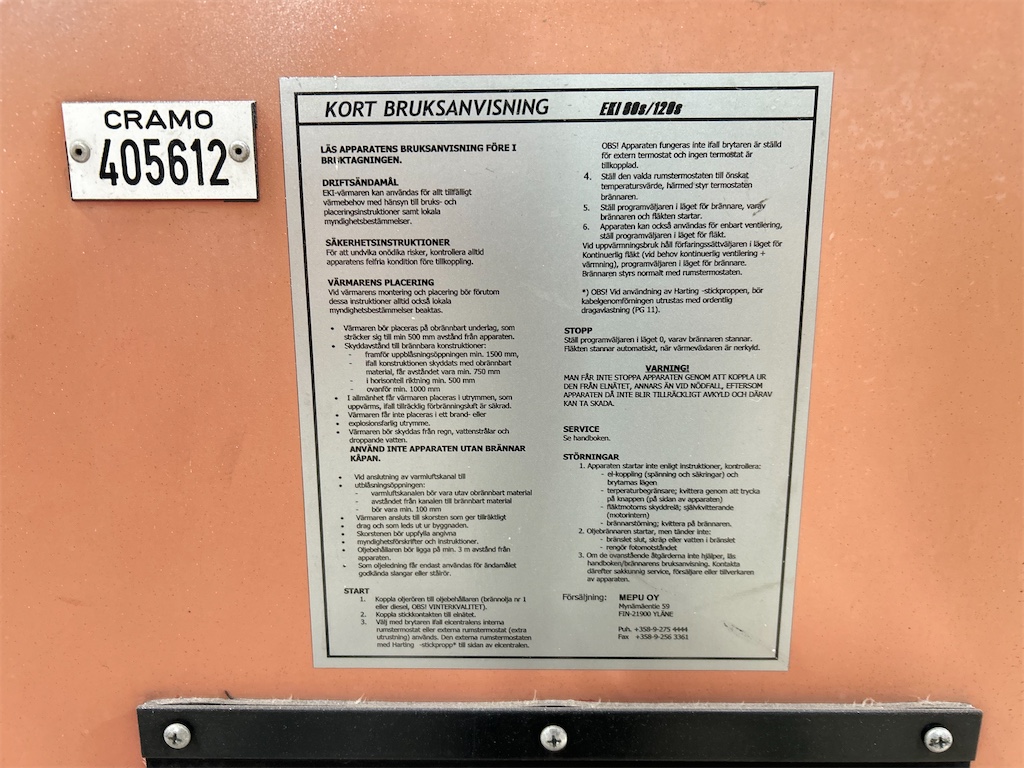 CRAMO
405612
KORT BRUKSANVISNING EKI 80s/120s
LÄS APPARATENS BRUKSANVISNING FÖRE I
BRUKTAGNINGEN.
DRIFTSÄNDAMÅL
EKI-värmaren kan användas för allt tillfälligt
värmebehov med hänsyn till bruks- och
placeringsinstruktioner samt lokala
myndighetsbestämmelser.
SÄKERHETSINSTRUKTIONER
För att undvika onödika risker, kontrollera alltid
apparatens felfria kondition före tillkoppling.
VÄRMARENS PLACERING
Vid värmarens montering och placering bör förutom
dessa instruktioner alltid också lokala
myndighetsbestämmelser beaktas.
• Värmaren bör placeras på obrännbart underlag, som
sträcker sig till min 500 mm avstånd från apparaten.
• Skyddavstånd till brännbara konstruktioner:
- framför uppblåsningsöppningen min. 1500 mm,
- ifall konstruktionen skyddats med obrännbart
material, får avståndet vara min. 750 mm
- i horisontell riktning min. 500 mm
- ovanför min. 1000 mm
• I allmänhet får värmaren placeras i utrymmen, som
uppvärms, ifall tillräcklig förbränningsluft är säkrad.
• Värmaren får inte placeras i ett brand- eller
• explosionsfarlig utrymme.
• Värmaren bör skyddas från regn, vattenstrålar och
droppande vatten.
ANVÄND INTE APPARATEN UTAN BRÄNNAR
KÅPAN.
• Vid anslutning av varmluftskanal till
• utblåsningsöppningen:
- varmluftskanalen bör vara utav obrännbart material
- avståndet från kanalen till brännbart material
- bör vara min. 100 mm
• Värmaren ansluts till skorsten som ger tillräktligt
• drag och som leds ut ur byggnaden.
• Skorstenen bör uppfylla angivna
• myndighetsförskrifter och instruktioner.
• Oljebehållaren bör ligga på min. 3 m avstånd från
apparaten.
• Som oljeledning får endast användas för ändamålet
godkända slangar eller stålrör.
START
1. Koppla oljerören till oljebehållaren (brännolja nr 1
eller diesel, OBS! VINTERKVALITET).
2. Koppla stickkontakten till elnätet.
3. Välj med brytaren ifall elcentralens interna
rumstermostat eller externa rumstermostat (extra
utrustning) används. Den externa rumstermostaten
med Harting -stickpropp* till sidan av elcentralen.
OBS! Apparaten fungeras inte ifall brytaren är ställd
för extern termostat och ingen termostat är
tillkopplad.
4. Ställ den valda rumstermostaten till önskat
temperatursvärde, härmed styr termostaten
brännaren.
5. Ställ programväljaren i läget för brännare, varav
brännaren och fläkten startar.
6. Apparaten kan också användas för enbart ventilering,
ställ programväljaren i läget för fläkt.
Vid uppvärmningsbruk håll förfaringssättväljaren i läget för
Kontinuerlig fläkt (vid behov kontinuerlig ventilering +
värmning), programväljaren i läget för brännare.
Brännaren styrs normalt med rumstermostaten.
*) OBS! Vid användning av Harting -stickproppen, bör
kabelgenomföringen utrustas med ordentlig
dragavlastning (PG 11).
STOPP
Ställ programväljaren i läget 0, varav brännaren stannar.
Fläkten stannar automatiskt, när värmeväxlaren är nerkyld.
VARNING!
MAN FÅR INTE STOPPA APPARATEN GENOM ATT KOPPLA UR
DEN FRÅN ELNÄTET, ANNARS ÄN VID NÖDFALL, EFTERSOM
APPARATEN DÅ INTE BLIR TILLRÄCKLIGT AVKYLD OCH DÄRAV
KAN TA SKADA.
SERVICE
Se handboken.
STÖRNINGAR
1. Apparaten startar inte enligt instruktioner, kontrollera:
- el-koppling (spänning och säkringar) och
brytarnas lägen
- terperaturbegränsare; kvittera genom att trycka
på knappen (på sidan av apparaten)
- fläktmotorns skyddrelä; självkvitterande
(motorintern)
- brännarstörning; kvittera på brännaren.
2. Oljebrännaren startar, men tänder inte:
- bränslet slut, skräp eller vatten i bränslet
- rengör fotomotståndet
3. Om de ovanstående åtgärderna inte hjälper, läs
handboken/brännarens bruksanvisning. Kontakta
därefter sakkunnig service, försäljare eller tillverkaren
av apparaten.
Försäljning: MEPU OY
Mynämäentie 59
FIN-21900 YLÄNE
Puh. +358-9-275 4444
Fax +358-9-256 3361